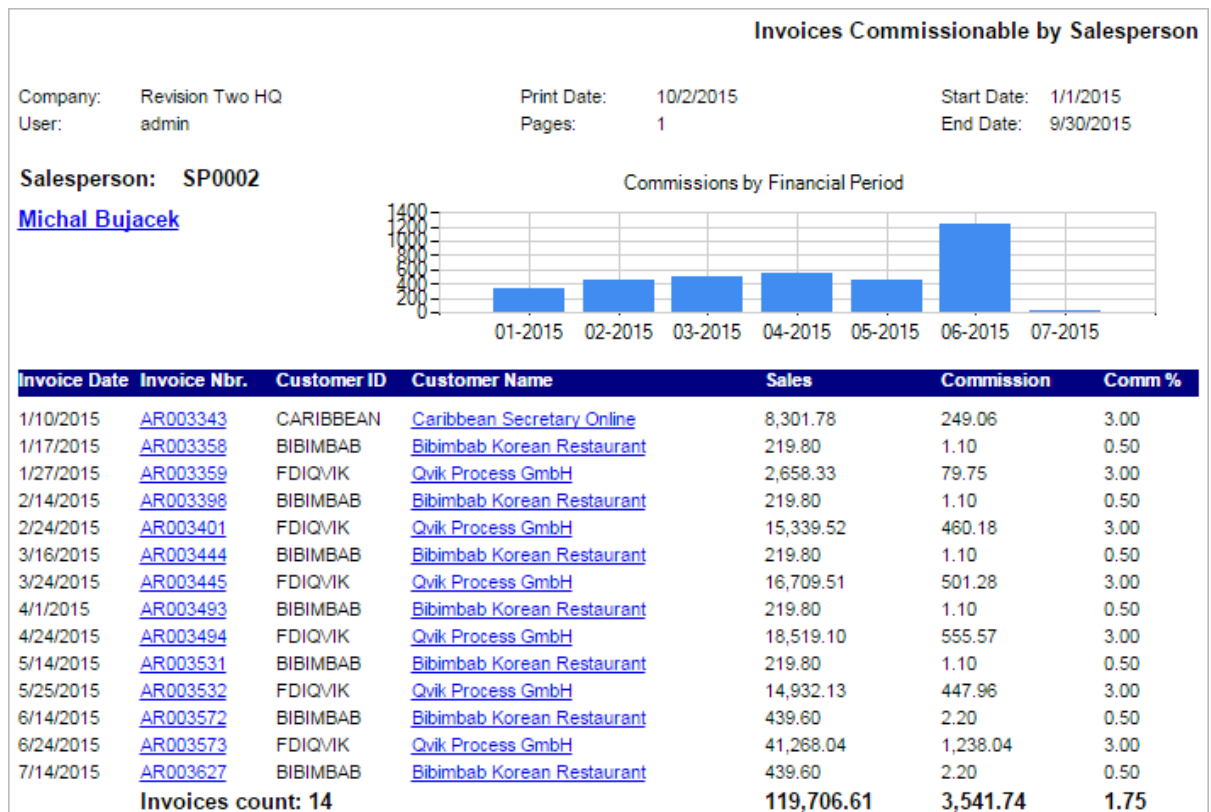 Invoices Commissionable by Salesperson
Company: Revision Two HQ Print Date: 10/2/2015 Start Date: 1/1/2015
User: admin Pages: 1 End Date: 9/30/2015
Salesperson: SP0002
Commissions by Financial Period
Michal Bujacek
1400
1200
1000
800
600
400
200
0
01-2015 02-2015 03-2015 04-2015 05-2015 06-2015 07-2015
Invoice Date Invoice Nbr. Customer ID Customer Name Sales Commission Comm %
1/10/2015 AR003343 CARIBBEAN Caribbean Secretary Online 8,301.78 249.06 3.00
1/17/2015 AR003358 BIBIMBAB Bibimbab Korean Restaurant 219.80 1.10 0.50
1/27/2015 AR003359 FDIQVIK Qvik Process GmbH 2,658.33 79.75 3.00
2/14/2015 AR003398 BIBIMBAB Bibimbab Korean Restaurant 219.80 1.10 0.50
2/24/2015 AR003401 FDIQVIK Qvik Process GmbH 15,339.52 460.18 3.00
3/16/2015 AR003444 BIBIMBAB Bibimbab Korean Restaurant 219.80 1.10 0.50
3/24/2015 AR003445 FDIQVIK Qvik Process GmbH 16,709.51 501.28 3.00
4/1/2015 AR003493 BIBIMBAB Bibimbab Korean Restaurant 219.80 1.10 0.50
4/24/2015 AR003494 FDIQVIK Qvik Process GmbH 18,519.10 555.57 3.00
5/14/2015 AR003531 BIBIMBAB Bibimbab Korean Restaurant 219.80 1.10 0.50
5/25/2015 AR003532 FDIQVIK Qvik Process GmbH 14,932.13 447.96 3.00
6/14/2015 AR003572 BIBIMBAB Bibimbab Korean Restaurant 439.60 2.20 0.50
6/24/2015 AR003573 FDIQVIK Qvik Process GmbH 41,268.04 1,238.04 3.00
7/14/2015 AR003627 BIBIMBAB Bibimbab Korean Restaurant 439.60 2.20 0.50
Invoices count: 14 119,706.61 3,541.74 1.75